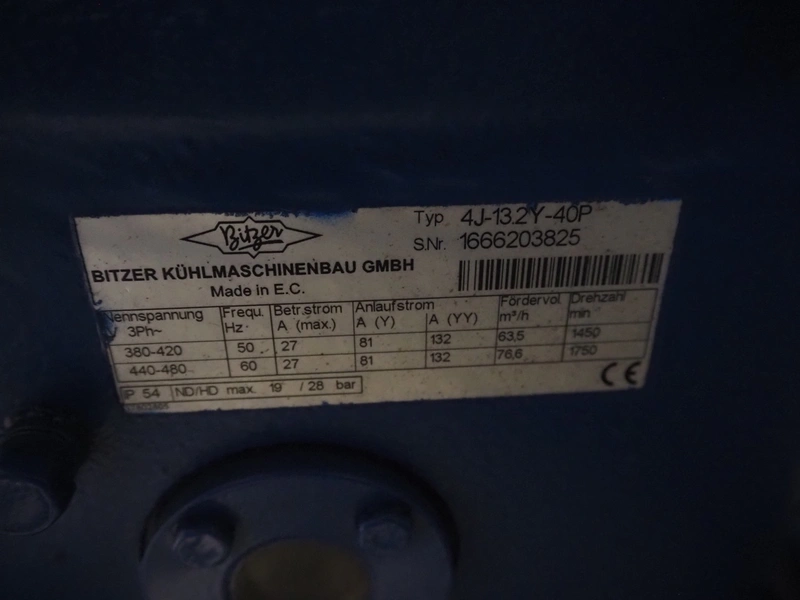 Bitzer
BITZER KÜHLMASCHINENBAU GMBH
Made in E.C.
Typ 4J-13.2Y-40P
S.Nr. 1666203825
Nennspannung Frequ. Betr.strom Anlaufstrom Fördervol. Drehzahl
3Ph~ Hz A (max.) A (Y) A (YY) m³/h min
380-420 50 27 81 132 63,5 1450
440-480 60 27 81 132 76,6 1750
IP 54 ND/HD max. 19 / 28 bar
CE